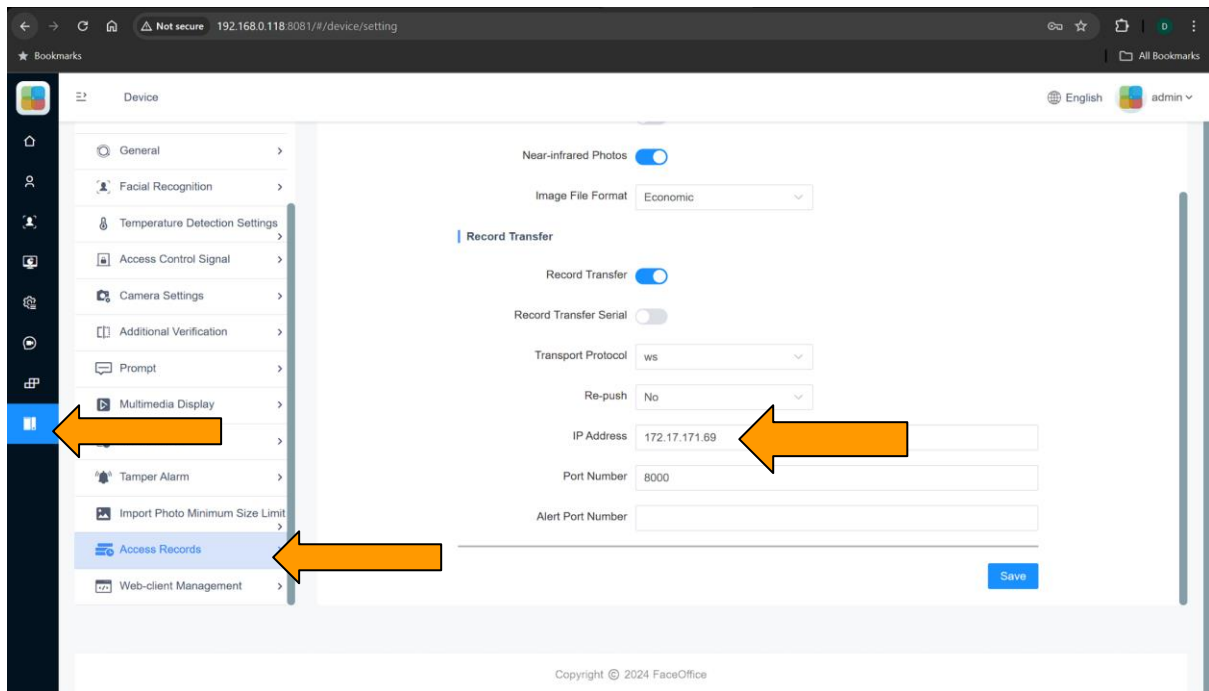 Not secure 192.168.0.118:8081/#/device/setting
D
Bookmarks
All Bookmarks
Device
English
admin
General
Facial Recognition
Temperature Detection Settings
Access Control Signal
Camera Settings
Additional Verification
Prompt
Multimedia Display
Tamper Alarm
Import Photo Minimum Size Limit
Access Records
Web-client Management
Near-infrared Photos
Image File Format Economic
Record Transfer
Record Transfer
Record Transfer Serial
Transport Protocol ws
Re-push No
IP Address 172.17.171.69
Port Number 8000
Alert Port Number
Save
Copyright © 2024 FaceOffice